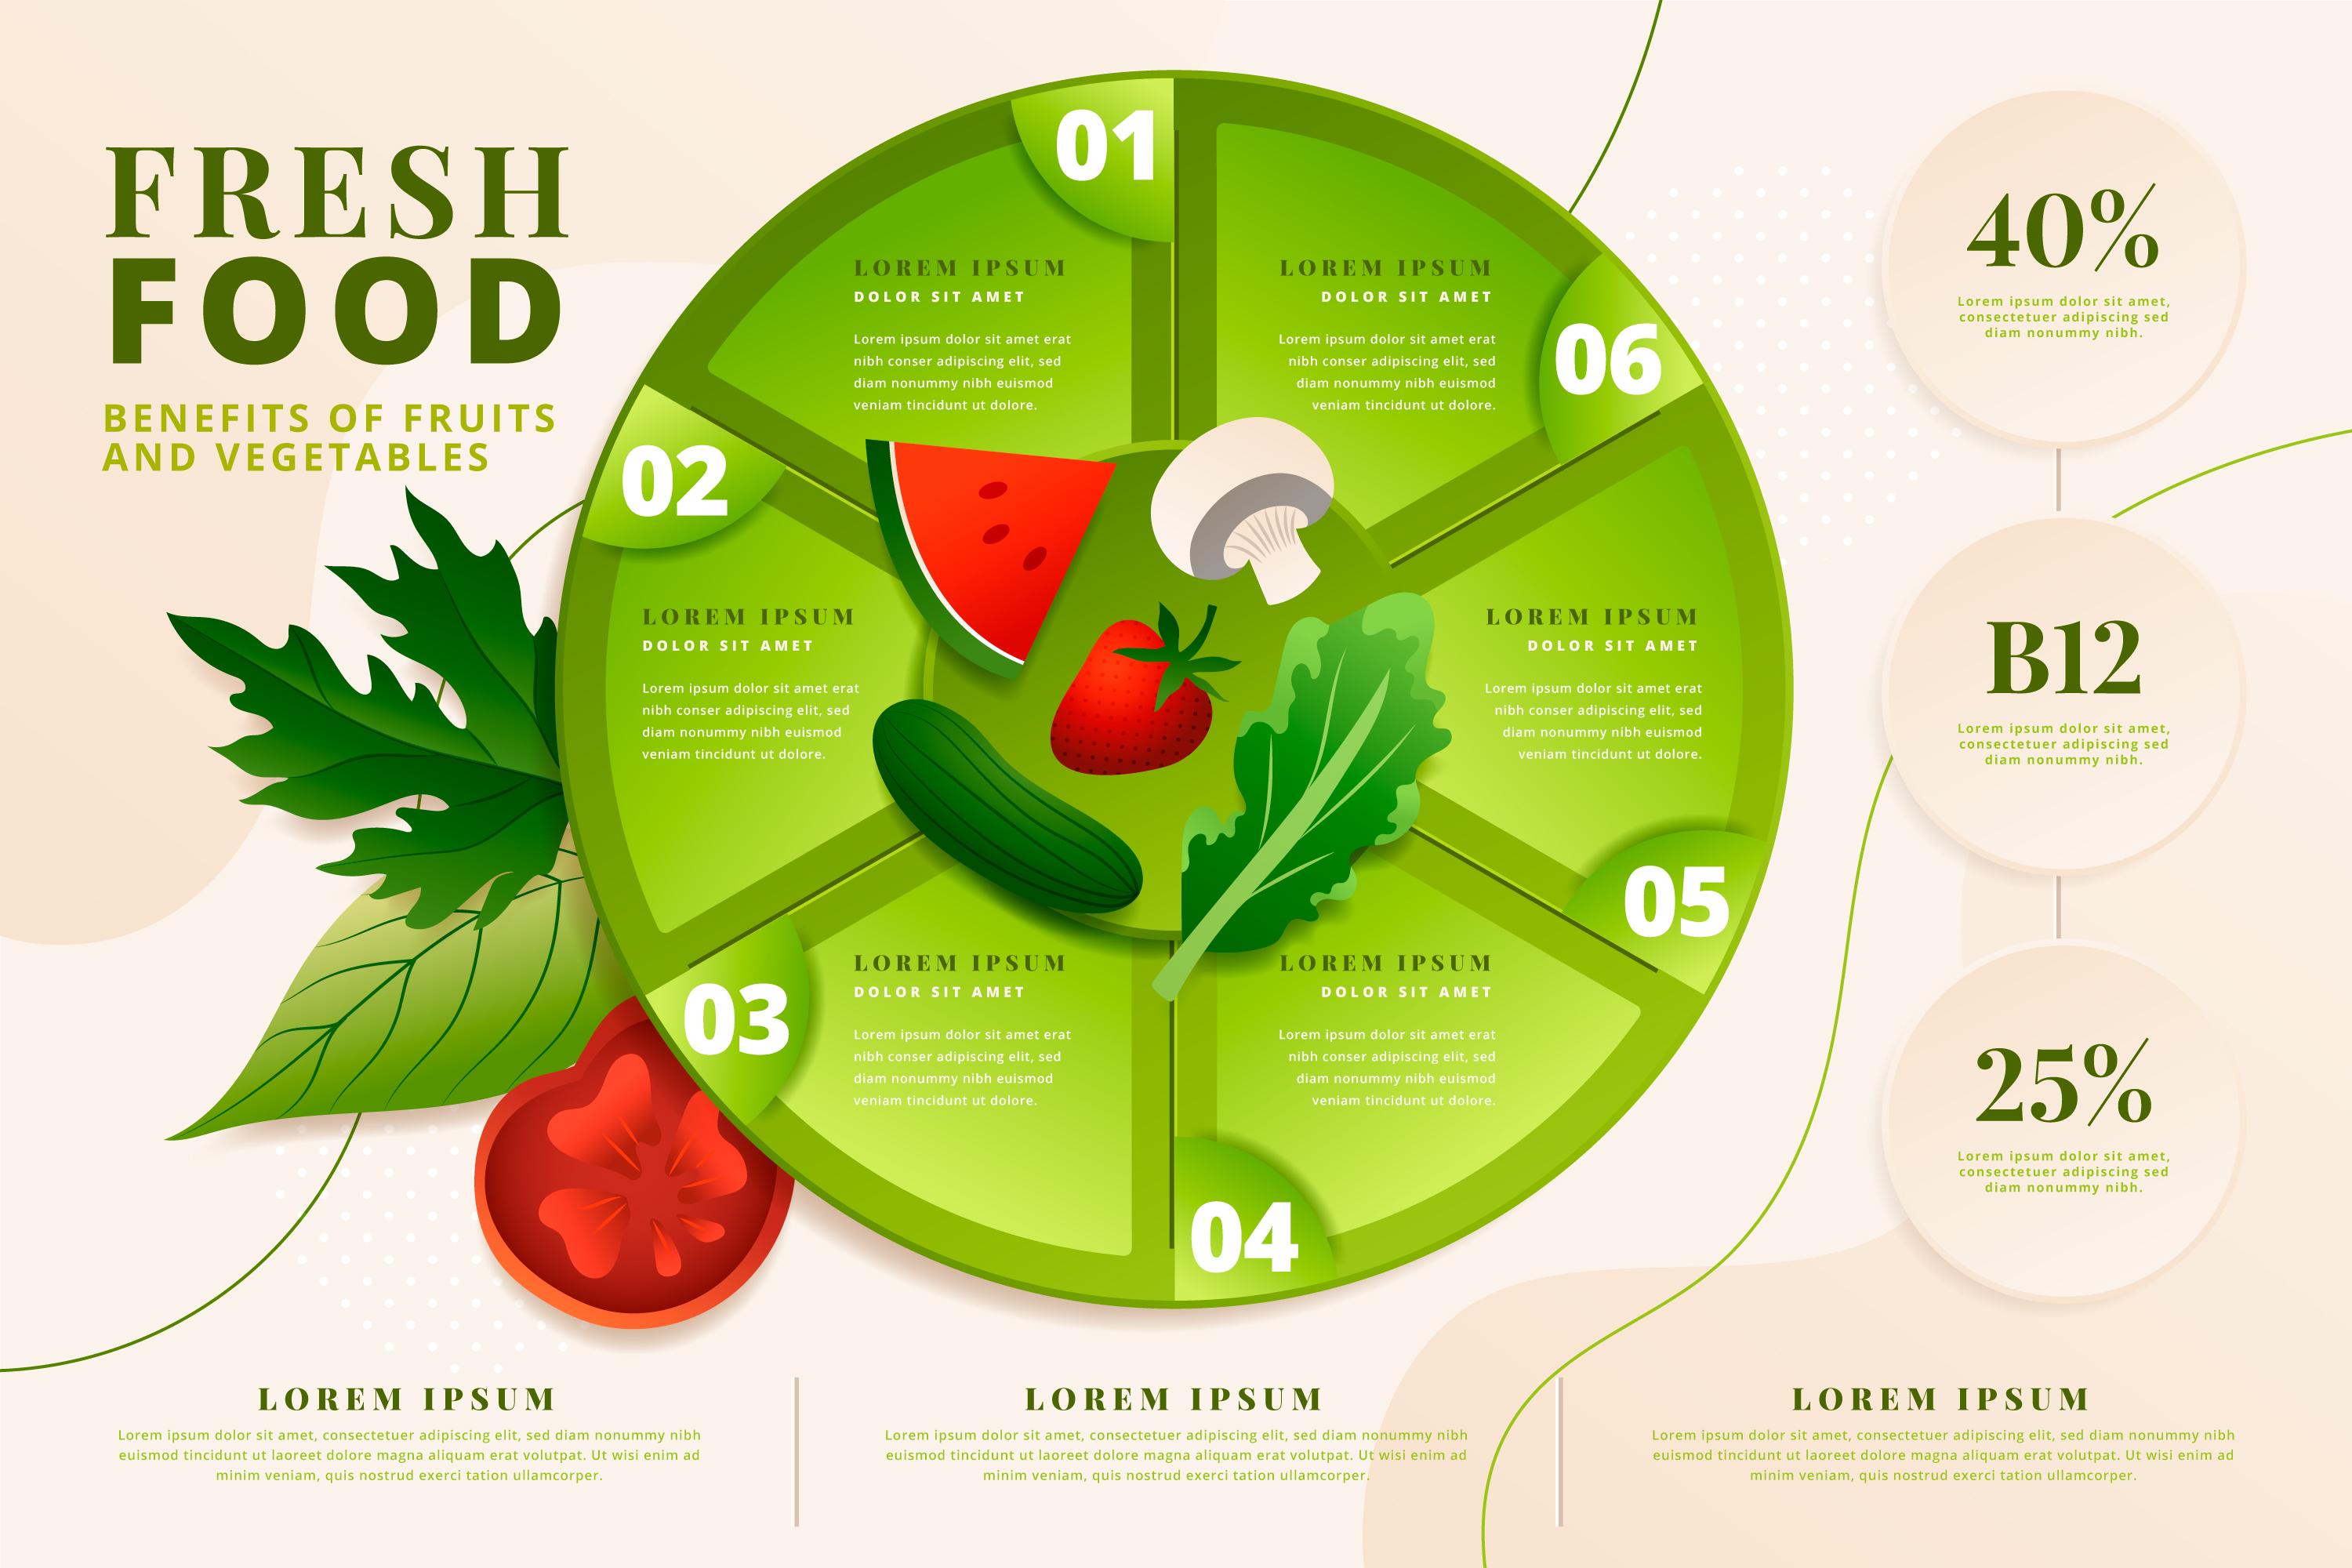 FRESH
FOOD
BENEFITS OF FRUITS
AND VEGETABLES
01
LOREM IPSUM
DOLOR SIT AMET
Lorem ipsum dolor sit amet erat
nibh conser adipiscing elit, sed
diam nonummy nibh euismod
veniam tincidunt ut dolore.
02
LOREM IPSUM
DOLOR SIT AMET
Lorem ipsum dolor sit amet erat
nibh conser adipiscing elit, sed
diam nonummy nibh euismod
veniam tincidunt ut dolore.
03
LOREM IPSUM
DOLOR SIT AMET
Lorem ipsum dolor sit amet erat
nibh conser adipiscing elit, sed
diam nonummy nibh euismod
veniam tincidunt ut dolore.
04
LOREM IPSUM
DOLOR SIT AMET
Lorem ipsum dolor sit amet erat
nibh conser adipiscing elit, sed
diam nonummy nibh euismod
veniam tincidunt ut dolore.
05
LOREM IPSUM
DOLOR SIT AMET
Lorem ipsum dolor sit amet erat
nibh conser adipiscing elit, sed
diam nonummy nibh euismod
veniam tincidunt ut dolore.
06
LOREM IPSUM
DOLOR SIT AMET
Lorem ipsum dolor sit amet erat
nibh conser adipiscing elit, sed
diam nonummy nibh euismod
veniam tincidunt ut dolore.
40%
Lorem ipsum dolor sit amet,
consectetuer adipiscing sed
diam nonummy nibh.
B12
Lorem ipsum dolor sit amet,
consectetuer adipiscing sed
diam nonummy nibh.
25%
Lorem ipsum dolor sit amet,
consectetuer adipiscing sed
diam nonummy nibh.
LOREM IPSUM
Lorem ipsum dolor sit amet, consectetuer adipiscing elit, sed diam nonummy nibh
euismod tincidunt ut laoreet dolore magna aliquam erat volutpat. Ut wisi enim ad
minim veniam, quis nostrud exerci tation ullamcorper.
LOREM IPSUM
Lorem ipsum dolor sit amet, consectetuer adipiscing elit, sed diam nonummy nibh
euismod tincidunt ut laoreet dolore magna aliquam erat volutpat. Ut wisi enim ad
minim veniam, quis nostrud exerci tation ullamcorper.
LOREM IPSUM
Lorem ipsum dolor sit amet, consectetuer adipiscing elit, sed diam nonummy nibh
euismod tincidunt ut laoreet dolore magna aliquam erat volutpat. Ut wisi enim ad
minim veniam, quis nostrud exerci tation ullamcorper.